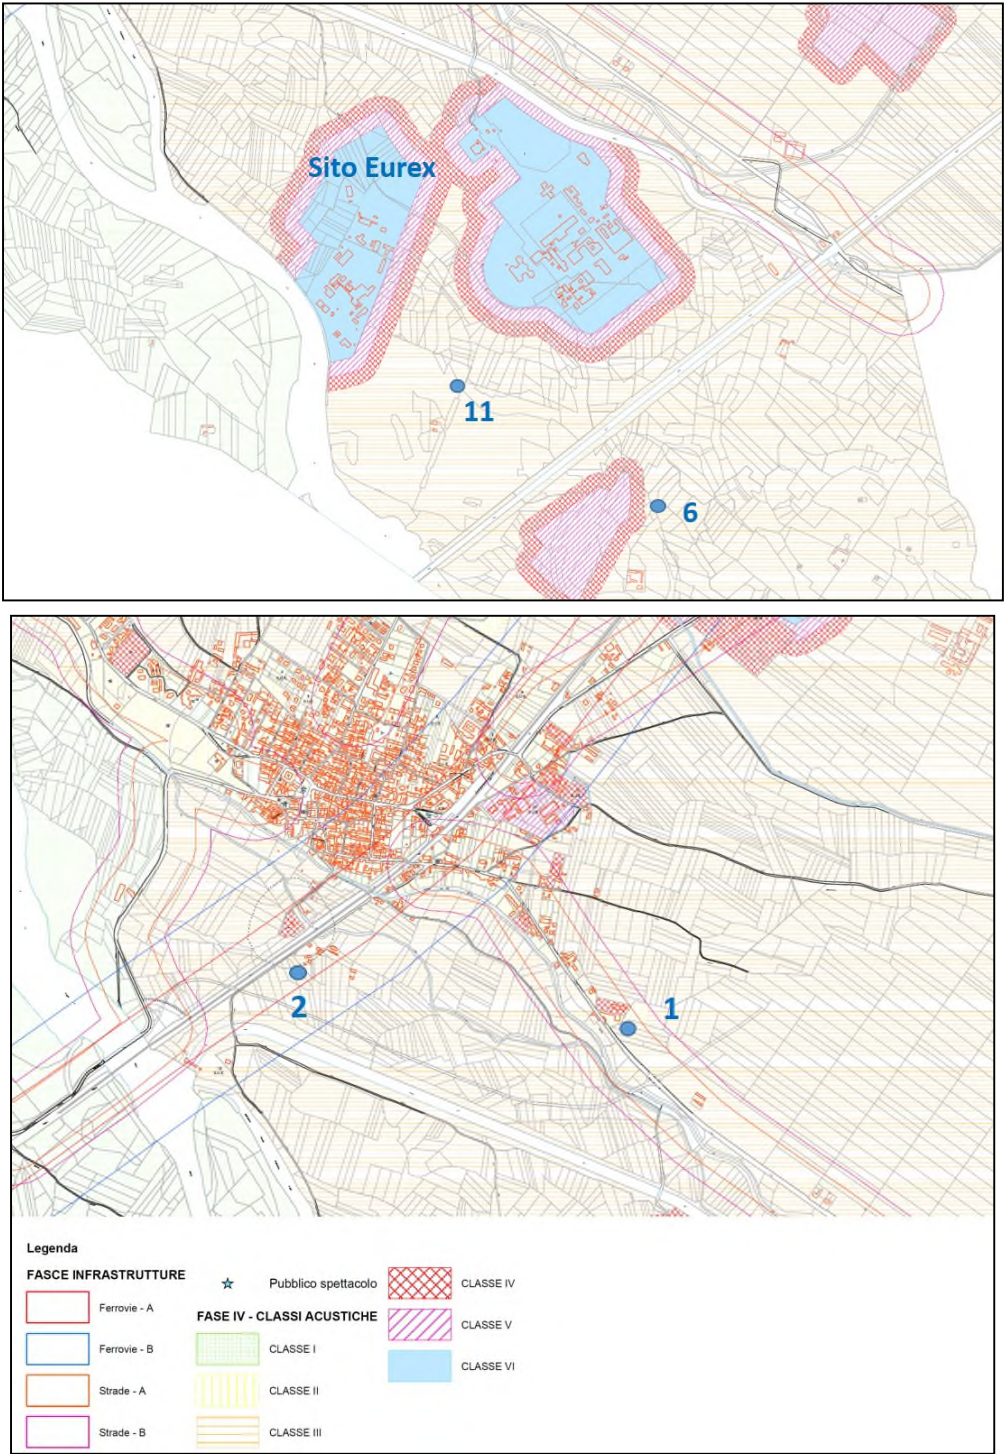 Sito Eurex
11
6
2
1
Legenda
FASCE INFRASTRUTTURE
Ferrovie - A
Ferrovie - B
Strade - A
Strade - B
Pubblico spettacolo
FASE IV - CLASSI ACUSTICHE
CLASSE I
CLASSE II
CLASSE III
CLASSE IV
CLASSE V
CLASSE VI